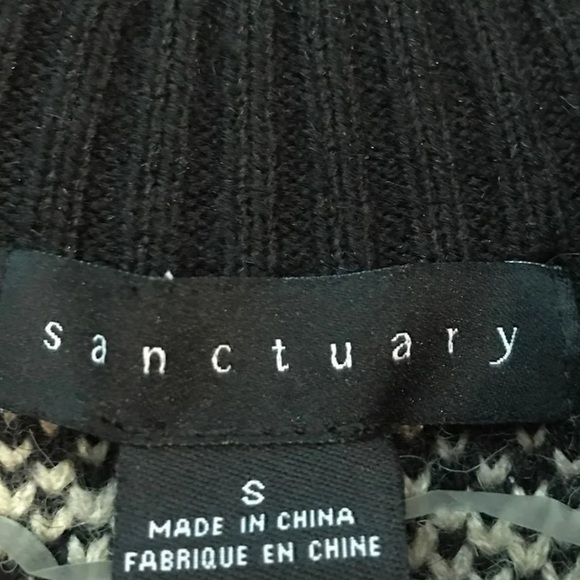 sanctuary
S
MADE IN CHINA
FABRIQUE EN CHINE